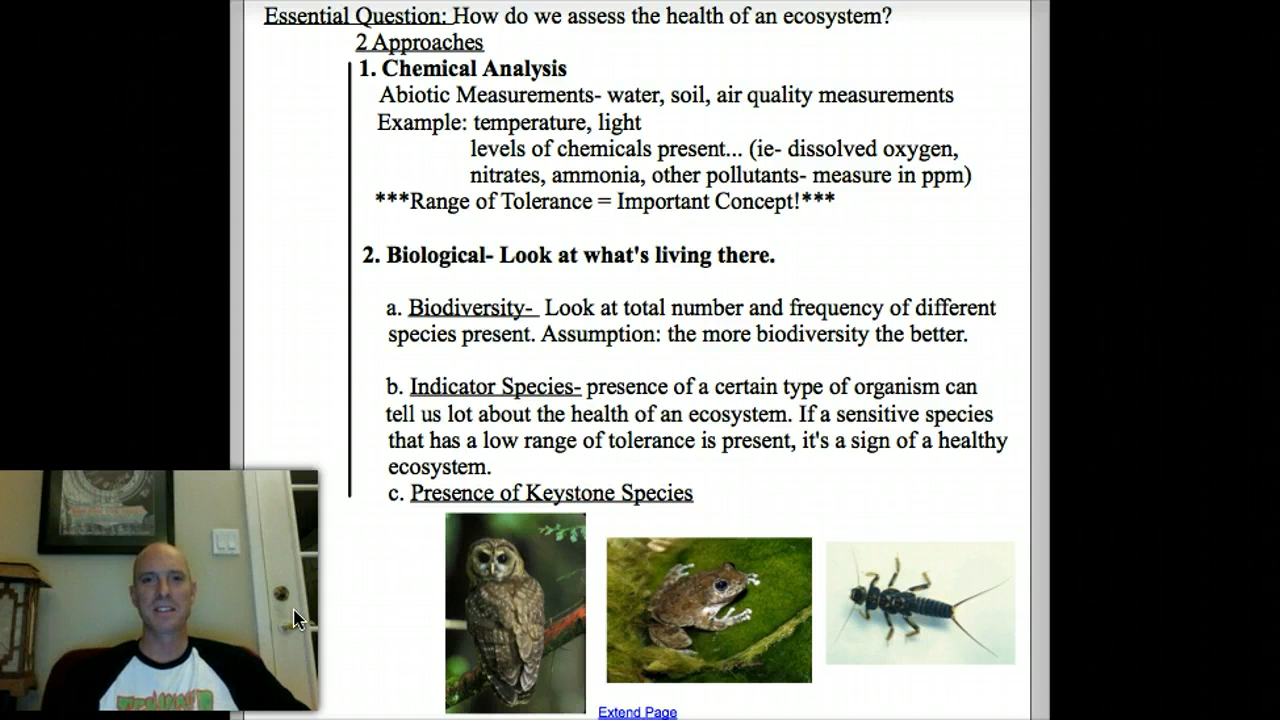 Essential Question: How do we assess the health of an ecosystem?
2 Approaches
1. Chemical Analysis
Abiotic Measurements- water, soil, air quality measurements
Example: temperature, light
levels of chemicals present... (ie- dissolved oxygen,
nitrates, ammonia, other pollutants- measure in ppm)
***Range of Tolerance = Important Concept!***
2. Biological- Look at what's living there.
a. Biodiversity- Look at total number and frequency of different
species present. Assumption: the more biodiversity the better.
b. Indicator Species- presence of a certain type of organism can
tell us lot about the health of an ecosystem. If a sensitive species
that has a low range of tolerance is present, it's a sign of a healthy
ecosystem.
c. Presence of Keystone Species
Extend Page